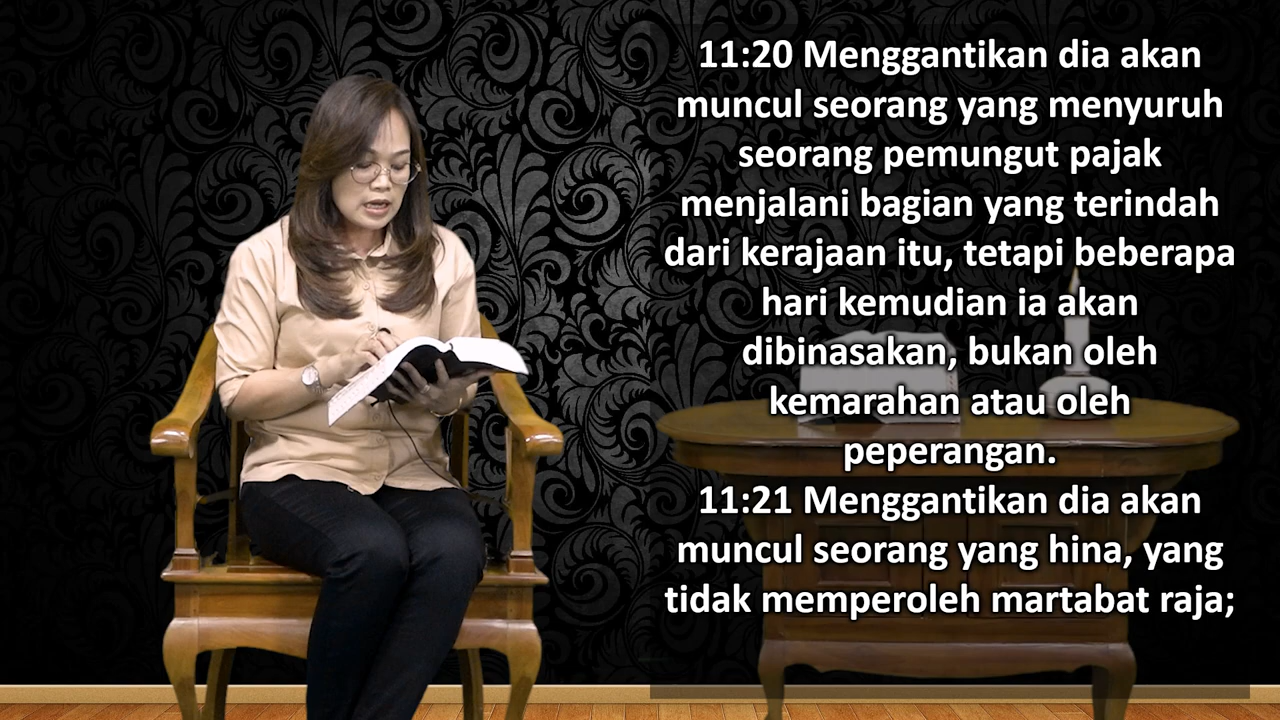 11:20 Menggantikan dia akan
muncul seorang yang menyuruh
seorang pemungut pajak
menjalani bagian yang terindah
dari kerajaan itu, tetapi beberapa
hari kemudian ia akan
dibinasakan, bukan oleh
kemarahan atau oleh
peperangan.
11:21 Menggantikan dia akan
muncul seorang yang hina, yang
tidak memperoleh martabat raja;